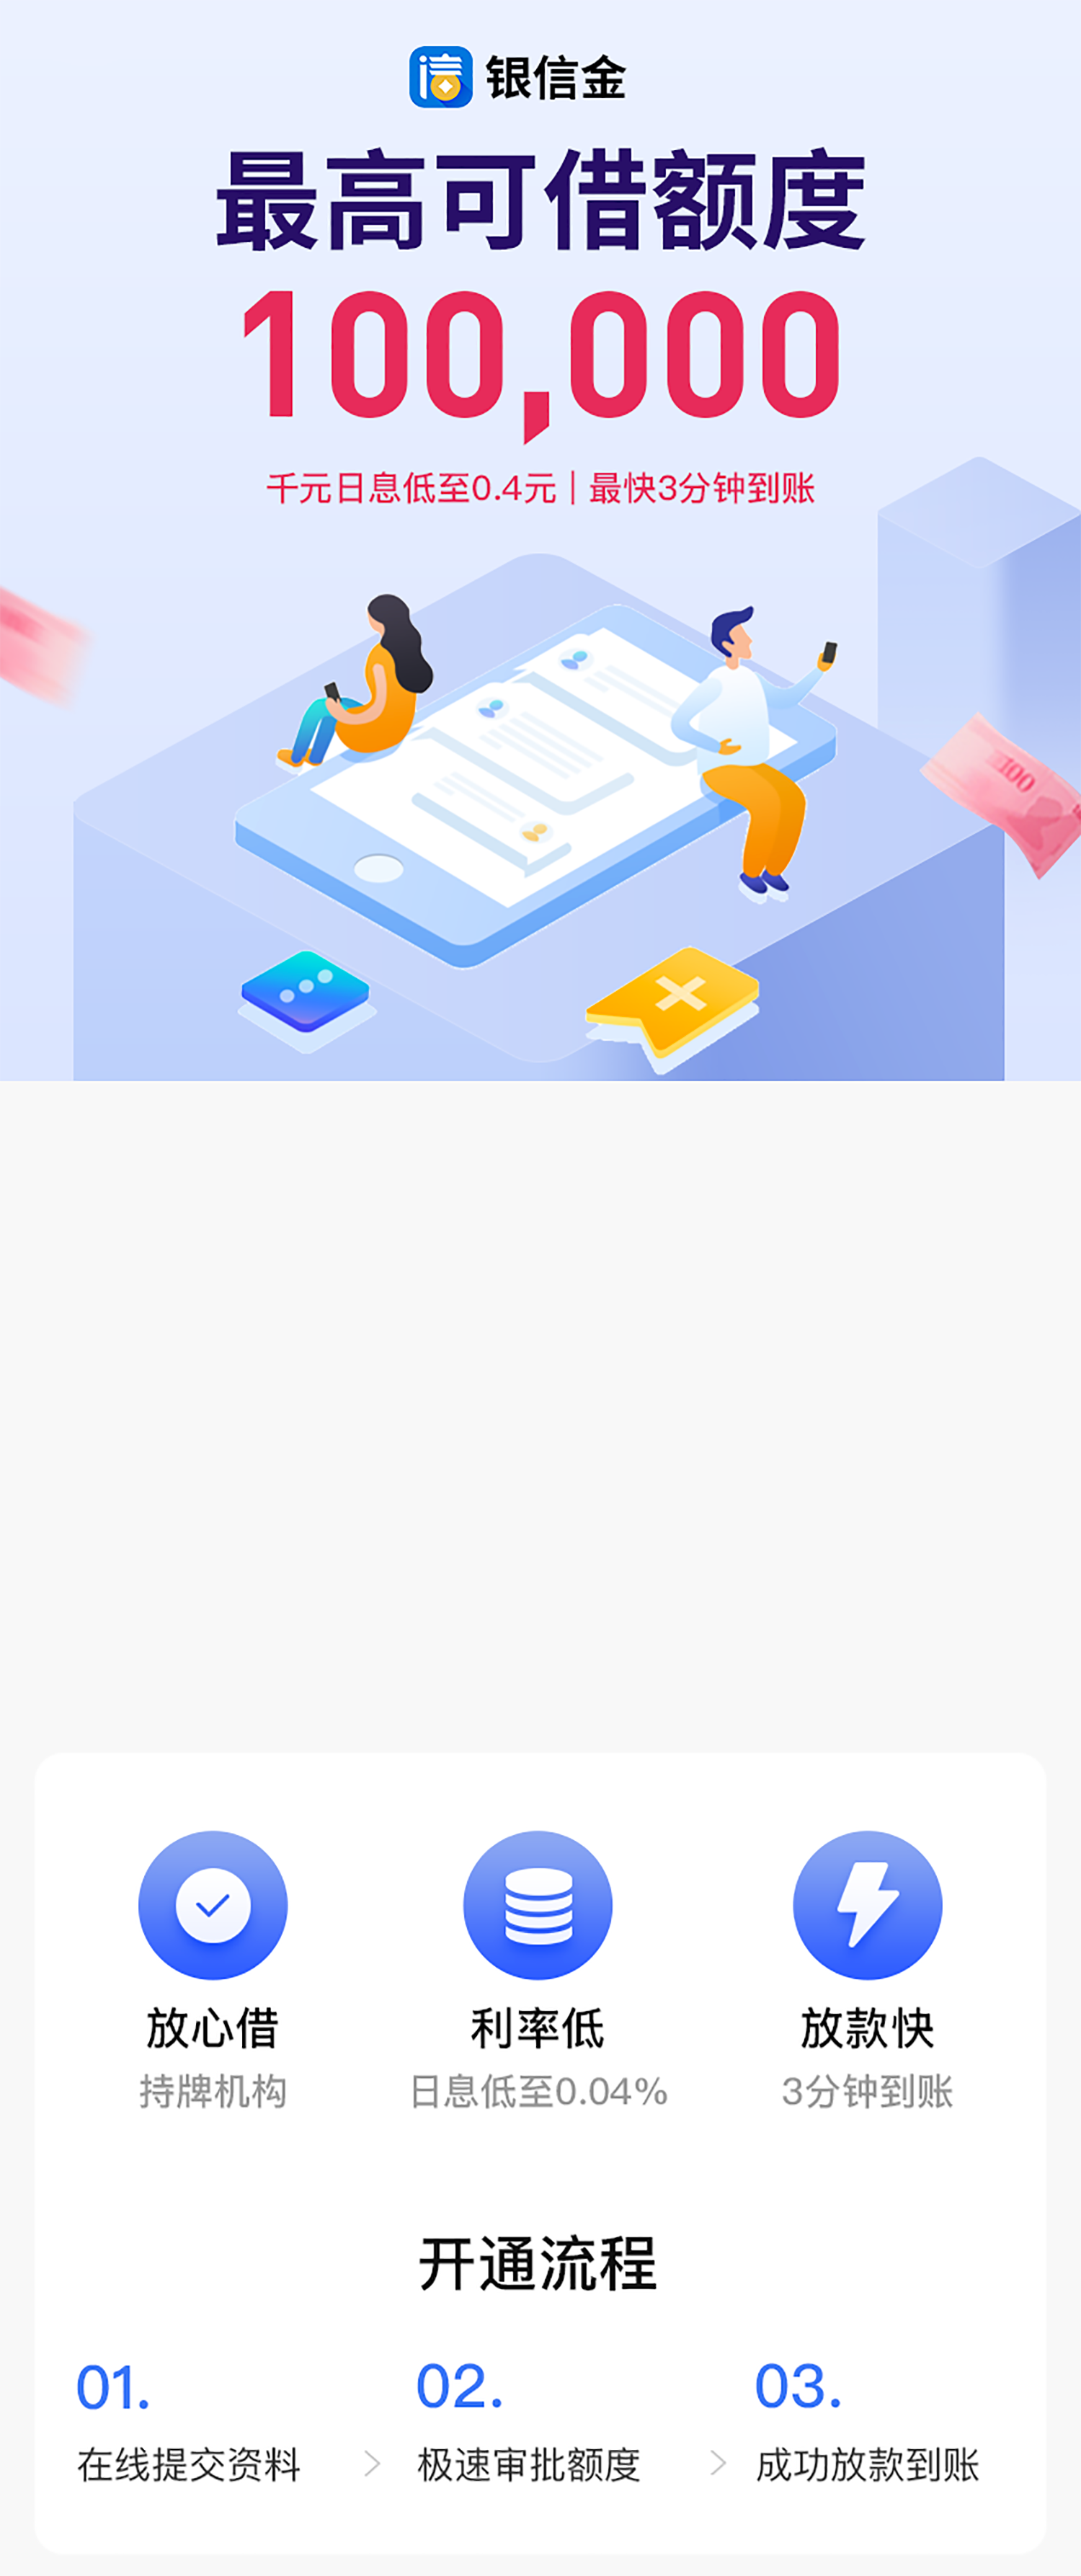 银信金
最高可借额度
100,000
千元日息低至0.4元｜最快3分钟到账
100
放心借 利率低 放款快
持牌机构 日息低至0.04% 3分钟到账
开通流程
01. 02. 03.
在线提交资料 > 极速审批额度 > 成功放款到账